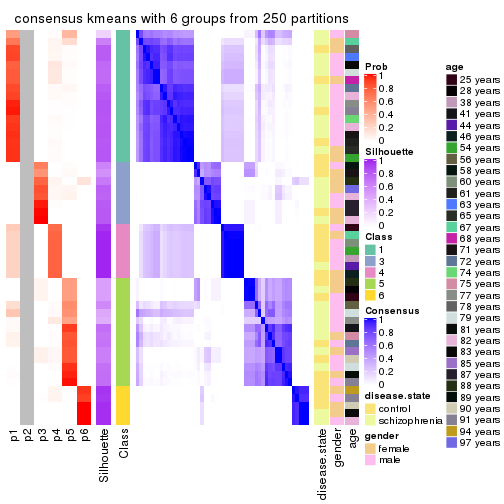 consensus kmeans with 6 groups from 250 partitions
p1
p2
p3
p4
p5
p6
Silhouette
Class
disease.state
gender
age
Prob
1
0.8
0.6
0.4
0.2
0
Silhouette
1
0.8
0.6
0.4
0.2
0
Class
1
3
4
5
6
Consensus
1
0.8
0.6
0.4
0.2
0
disease.state
control
schizophrenia
gender
female
male
age
25 years
28 years
38 years
41 years
44 years
46 years
54 years
56 years
58 years
60 years
61 years
63 years
65 years
67 years
68 years
71 years
72 years
74 years
75 years
77 years
78 years
79 years
81 years
82 years
83 years
85 years
87 years
88 years
89 years
90 years
91 years
94 years
97 years